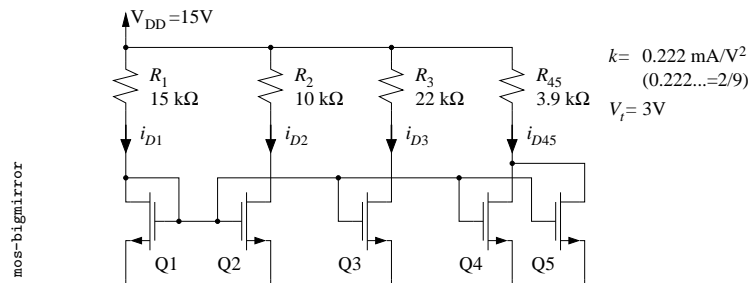 V_DD =15V
R_1
15 kΩ
R_2
10 kΩ
R_3
22 kΩ
R_45
3.9 kΩ
k= 0.222 mA/V²
(0.222...=2/9)
V_t= 3V
i_D1
i_D2
i_D3
i_D45
Q1
Q2
Q3
Q4
Q5
mos-bigmirror